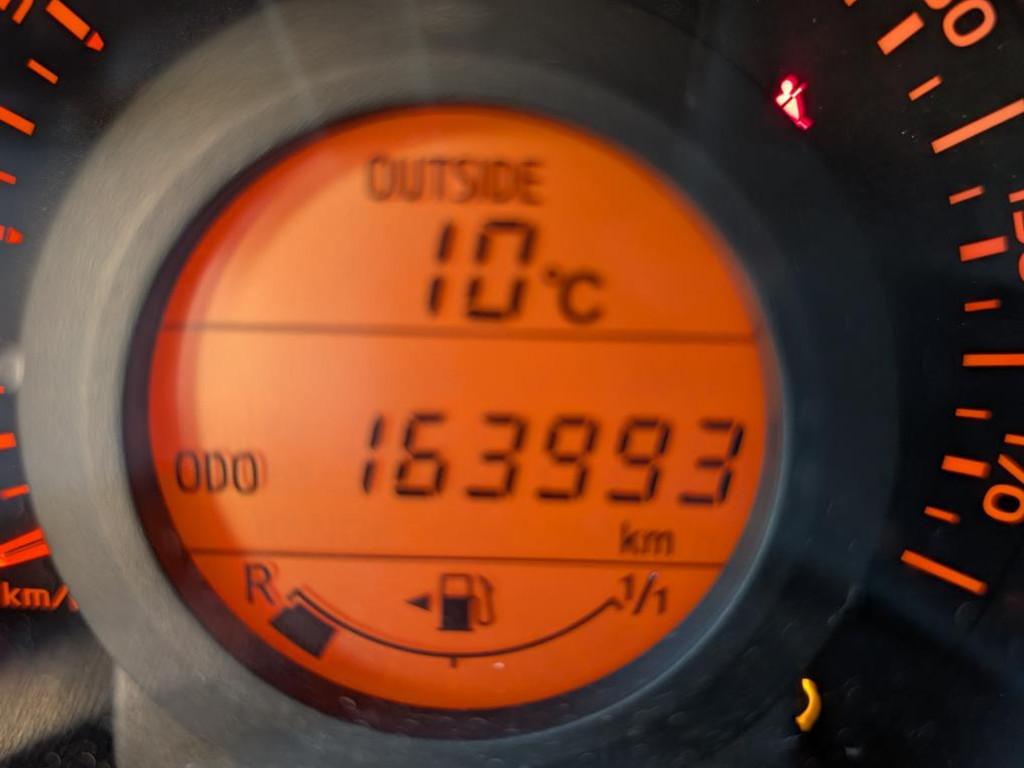 OUTSIDE
10°C
ODO 163993
km
R 1/1
km/